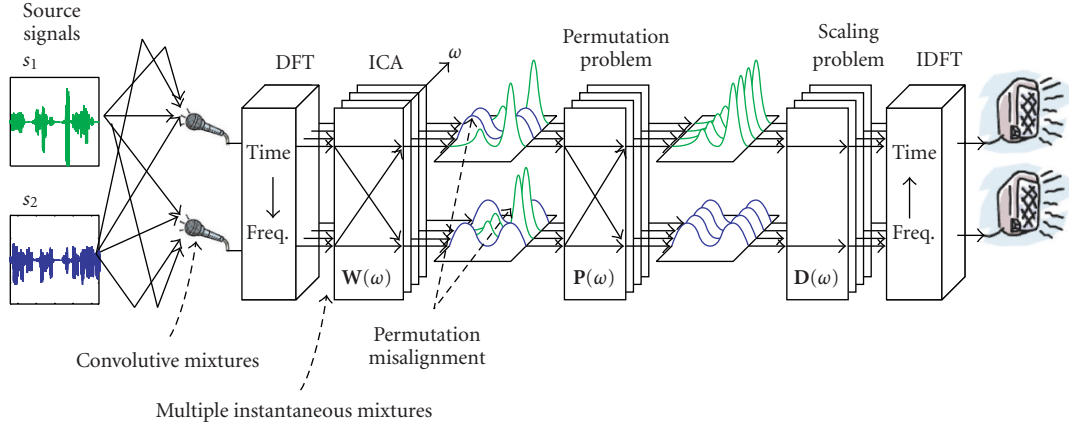 Source
signals
s1
s2
DFT
ICA
ω
Permutation
problem
Scaling
problem
IDFT
Time
Freq.
W(ω)
P(ω)
D(ω)
Time
Freq.
Permutation
misalignment
Convolutive mixtures
Multiple instantaneous mixtures